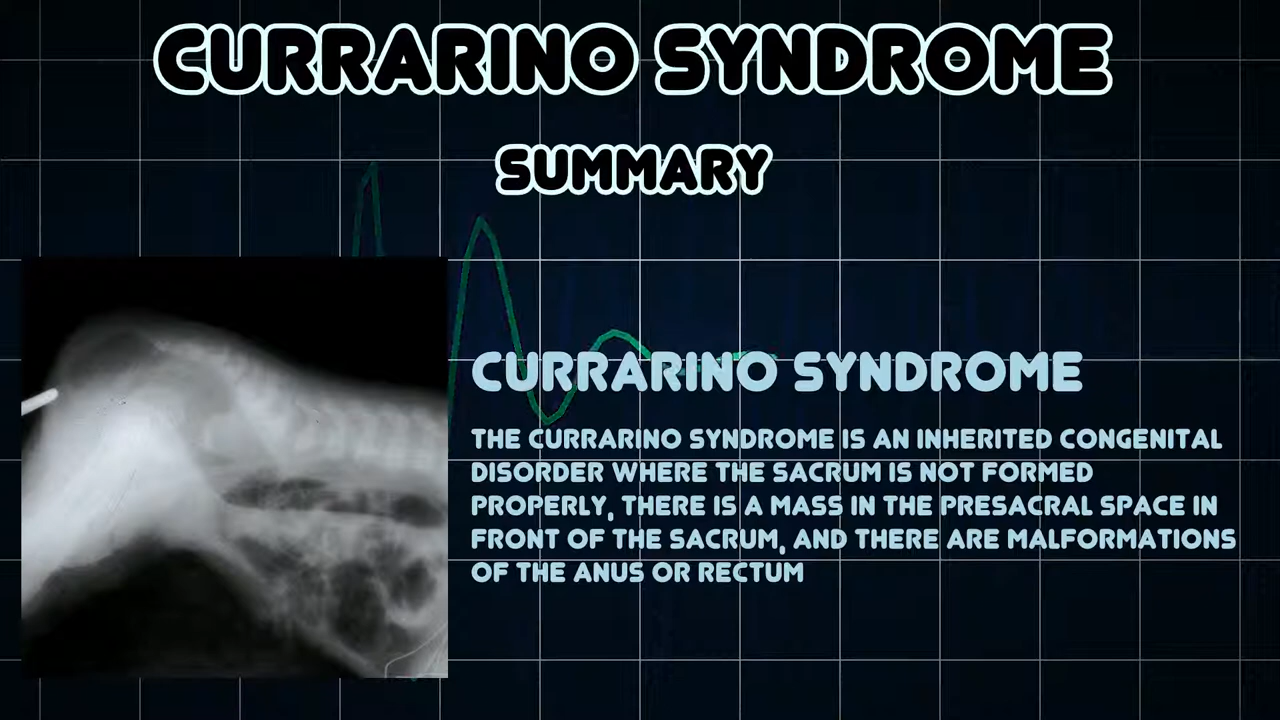 CURRARINO SYNDROME
SUMMARY
CURRARINO SYNDROME
THE CURRARINO SYNDROME IS AN INHERITED CONGENITAL
DISORDER WHERE THE SACRUM IS NOT FORMED
PROPERLY, THERE IS A MASS IN THE PRESACRAL SPACE IN
FRONT OF THE SACRUM, AND THERE ARE MALFORMATIONS
OF THE ANUS OR RECTUM